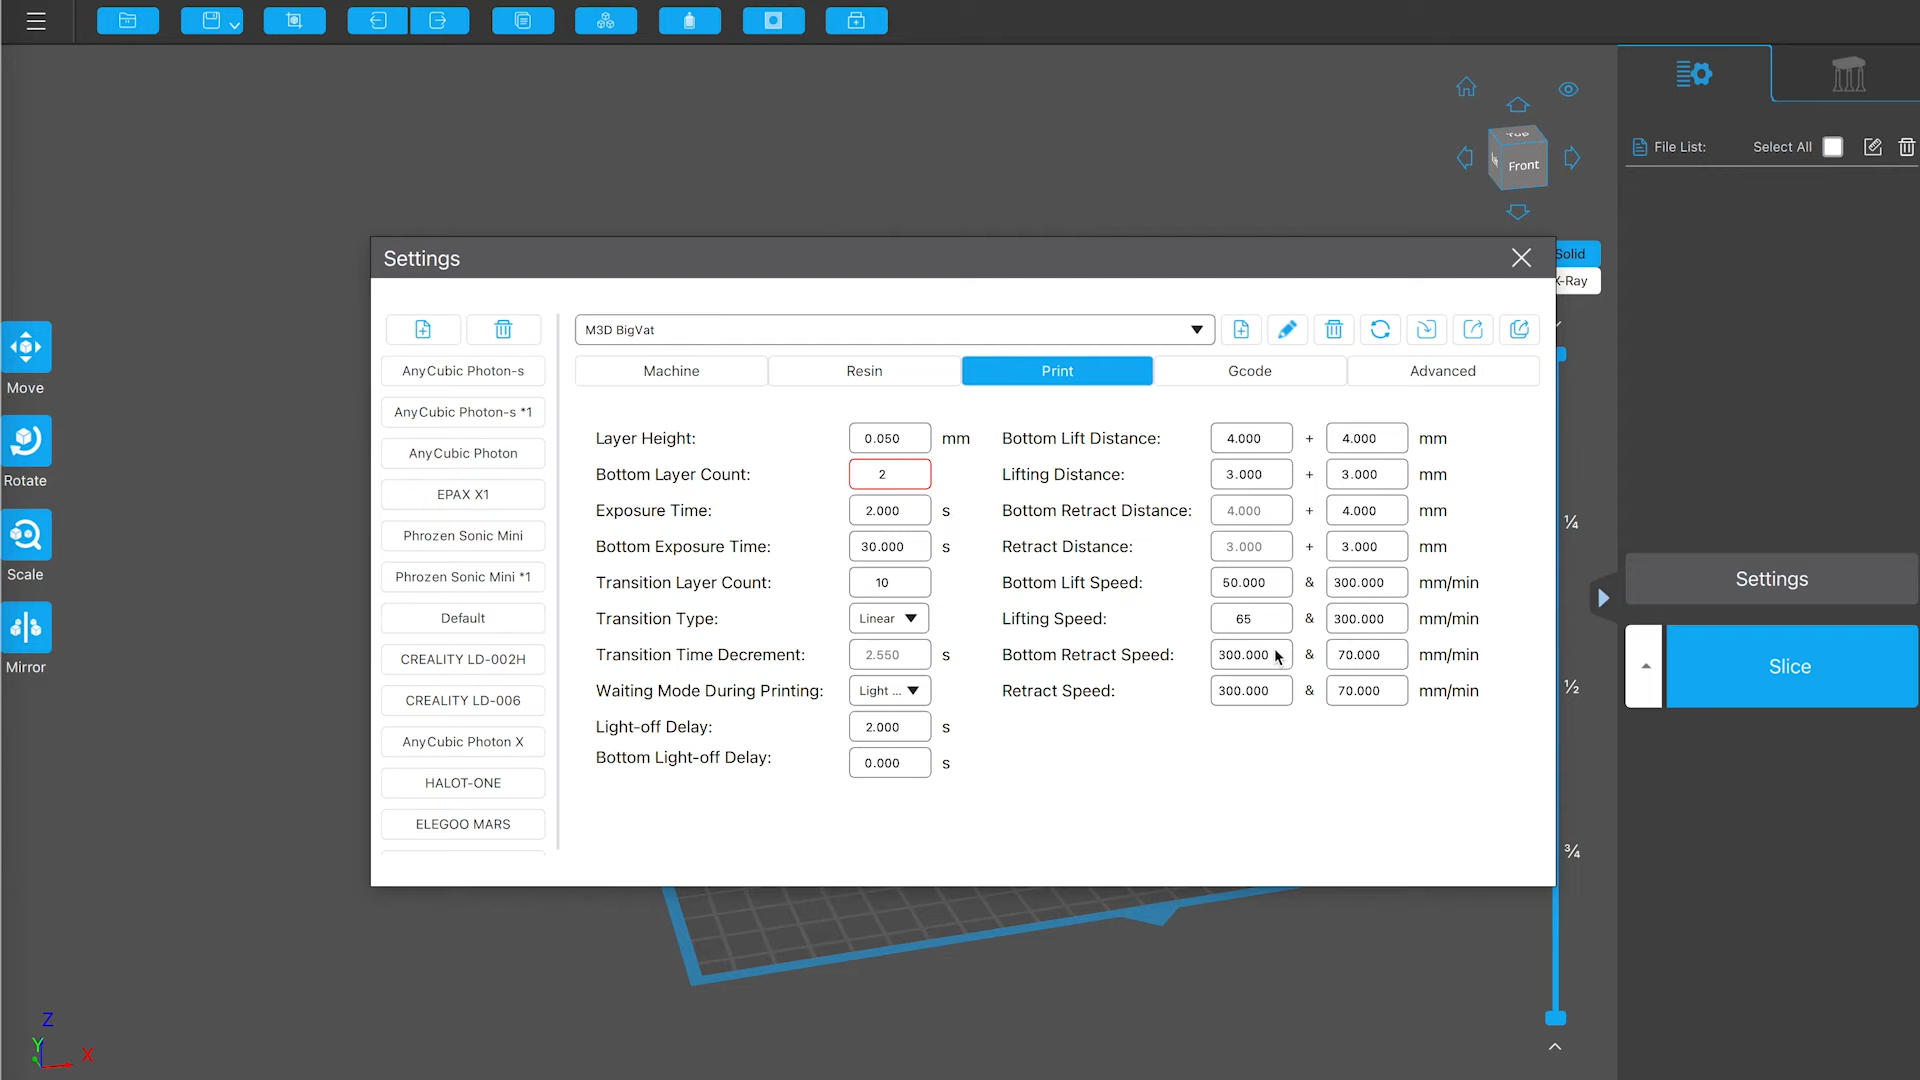 File List:
Select All
Top
Front
Solid
X-Ray
Settings
M3D BigVat
Machine
Resin
Print
Gcode
Advanced
AnyCubic Photon-s
AnyCubic Photon-s *1
AnyCubic Photon
EPAX X1
Phrozen Sonic Mini
Phrozen Sonic Mini *1
Default
CREALITY LD-002H
CREALITY LD-006
AnyCubic Photon X
HALOT-ONE
ELEGOO MARS
Layer Height: 0.050 mm
Bottom Layer Count: 2
Exposure Time: 2.000 s
Bottom Exposure Time: 30.000 s
Transition Layer Count: 10
Transition Type: Linear
Transition Time Decrement: 2.550 s
Waiting Mode During Printing: Light ...
Light-off Delay: 2.000 s
Bottom Light-off Delay: 0.000 s
Bottom Lift Distance: 4.000 + 4.000 mm
Lifting Distance: 3.000 + 3.000 mm
Bottom Retract Distance: 4.000 + 4.000 mm
Retract Distance: 3.000 + 3.000 mm
Bottom Lift Speed: 50.000 & 300.000 mm/min
Lifting Speed: 65 & 300.000 mm/min
Bottom Retract Speed: 300.000 & 70.000 mm/min
Retract Speed: 300.000 & 70.000 mm/min
Move
Rotate
Scale
Mirror
¼
½
¾
Settings
Slice
Z
Y
X